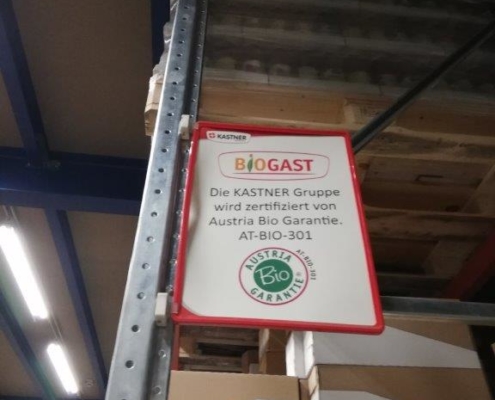 KASTNER
BIOGAST
Die KASTNER Gruppe
wird zertifiziert von
Austria Bio Garantie.
AT-BIO-301
AUSTRIA
Bio
GARANTIE
AT-BIO-301